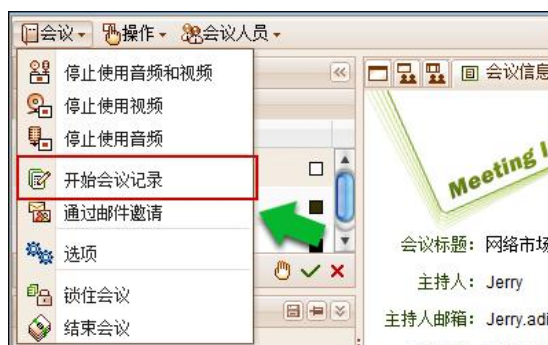 会议 操作 会议人员
停止使用音频和视频
停止使用视频
停止使用音频
开始会议记录
通过邮件邀请
选项
锁住会议
结束会议
会议信息
Meeting I
会议标题: 网络市场
主持人: Jerry
主持人邮箱: Jerry.adi